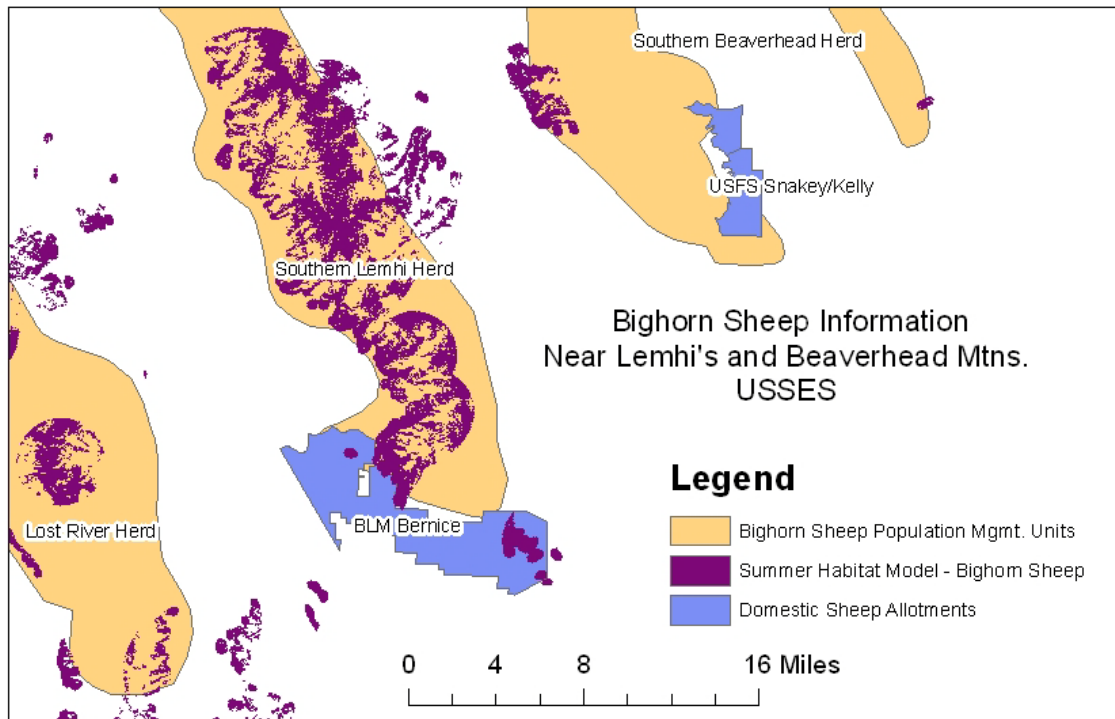 Southern Beaverhead Herd
USFS Snakey/Kelly
Southern Lemhi Herd
Bighorn Sheep Information
Near Lemhi's and Beaverhead Mtns.
USSES
Legend
Lost River Herd
BLM Bernice
Bighorn Sheep Population Mgmt. Units
Summer Habitat Model - Bighorn Sheep
Domestic Sheep Allotments
0 4 8 16 Miles